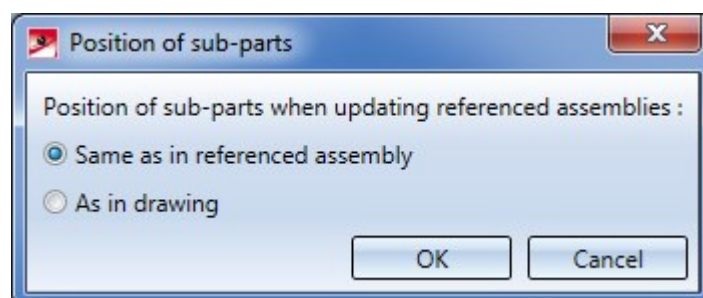 Position of sub-parts
Position of sub-parts when updating referenced assemblies :
Same as in referenced assembly
As in drawing
OK Cancel